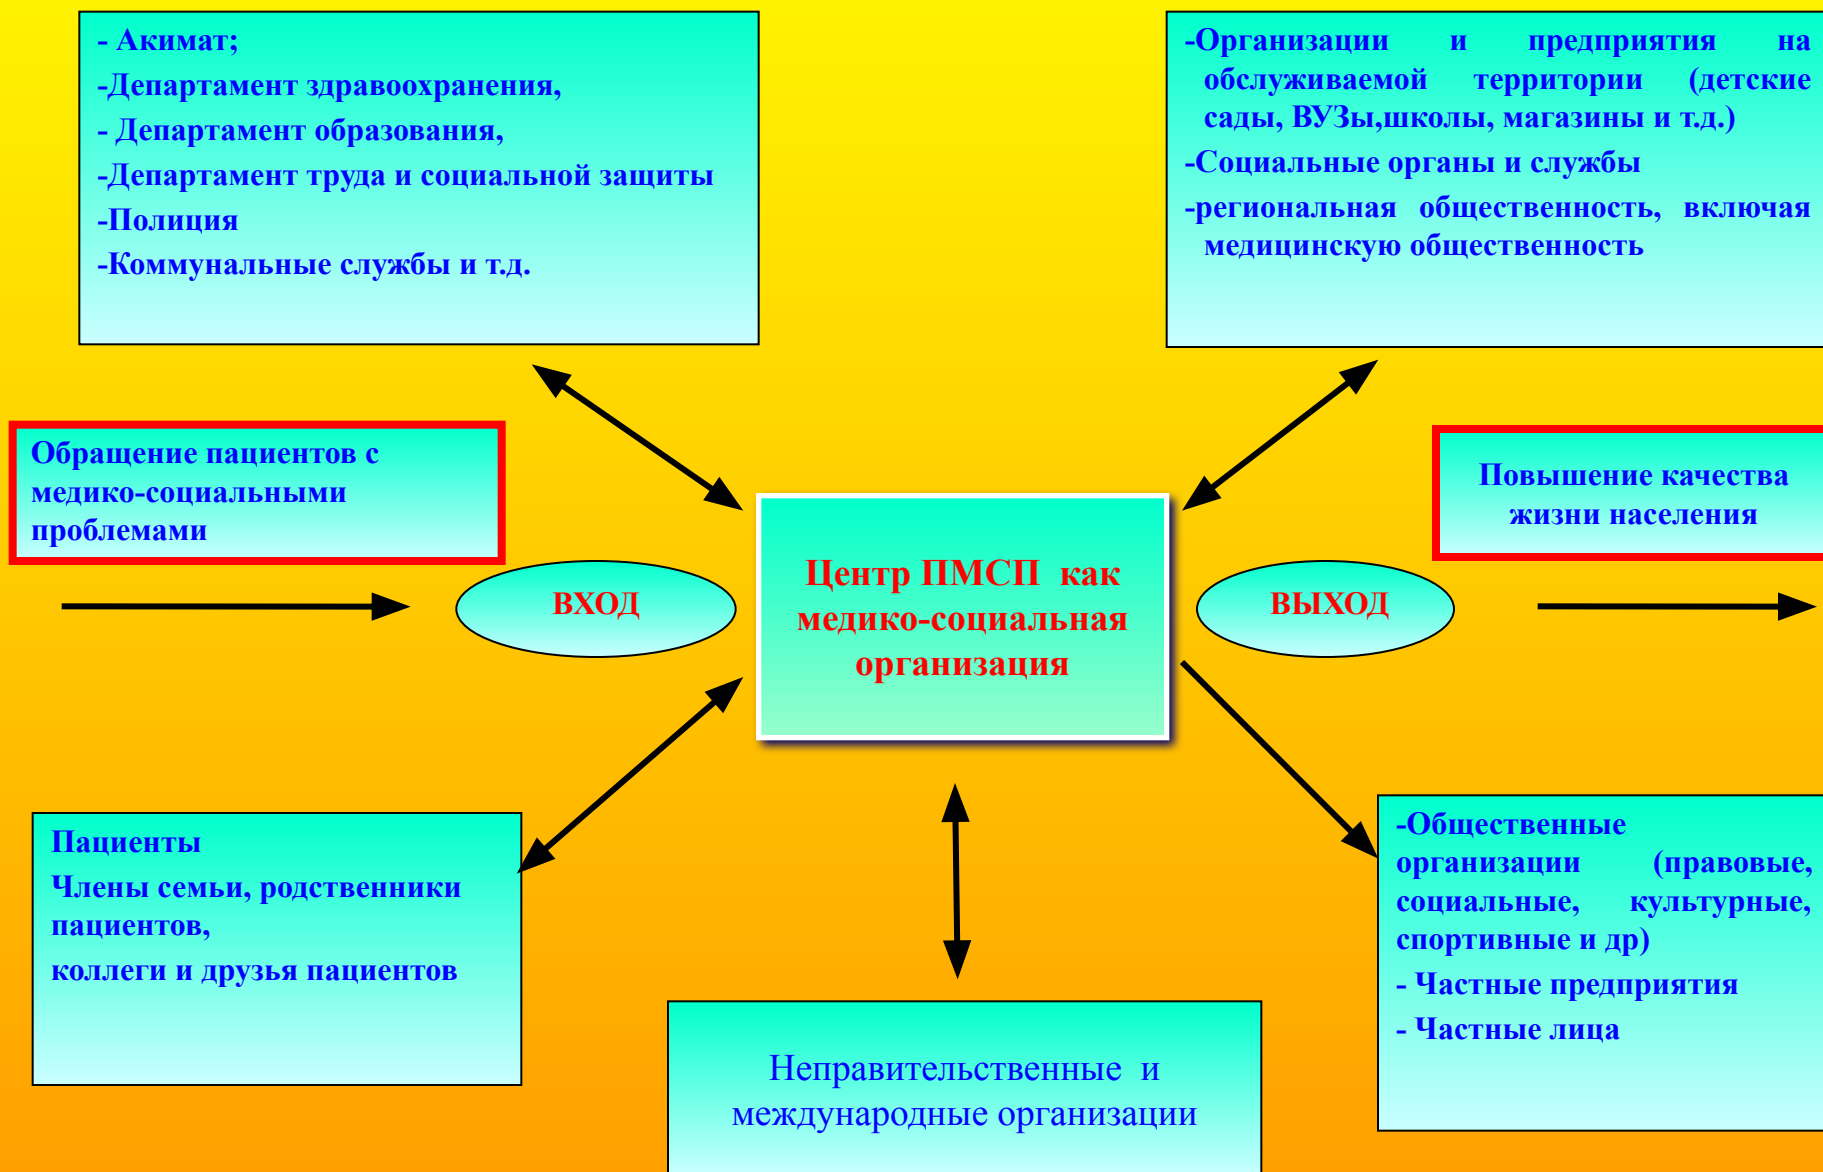 - Акимат;
-Департамент здравоохранения,
- Департамент образования,
-Департамент труда и социальной защиты
-Полиция
-Коммунальные службы и т.д.
-Организации и предприятия на
обслуживаемой территории (детские
сады, ВУЗы,школы, магазины и т.д.)
-Социальные органы и службы
-региональная общественность, включая
медицинскую общественность
Обращение пациентов с
медико-социальными
проблемами
Повышение качества
жизни населения
ВХОД
Центр ПМСП как
медико-социальная
организация
ВЫХОД
Пациенты
Члены семьи, родственники
пациентов,
коллеги и друзья пациентов
Неправительственные и
международные организации
-Общественные
организации (правовые,
социальные, культурные,
спортивные и др)
- Частные предприятия
- Частные лица